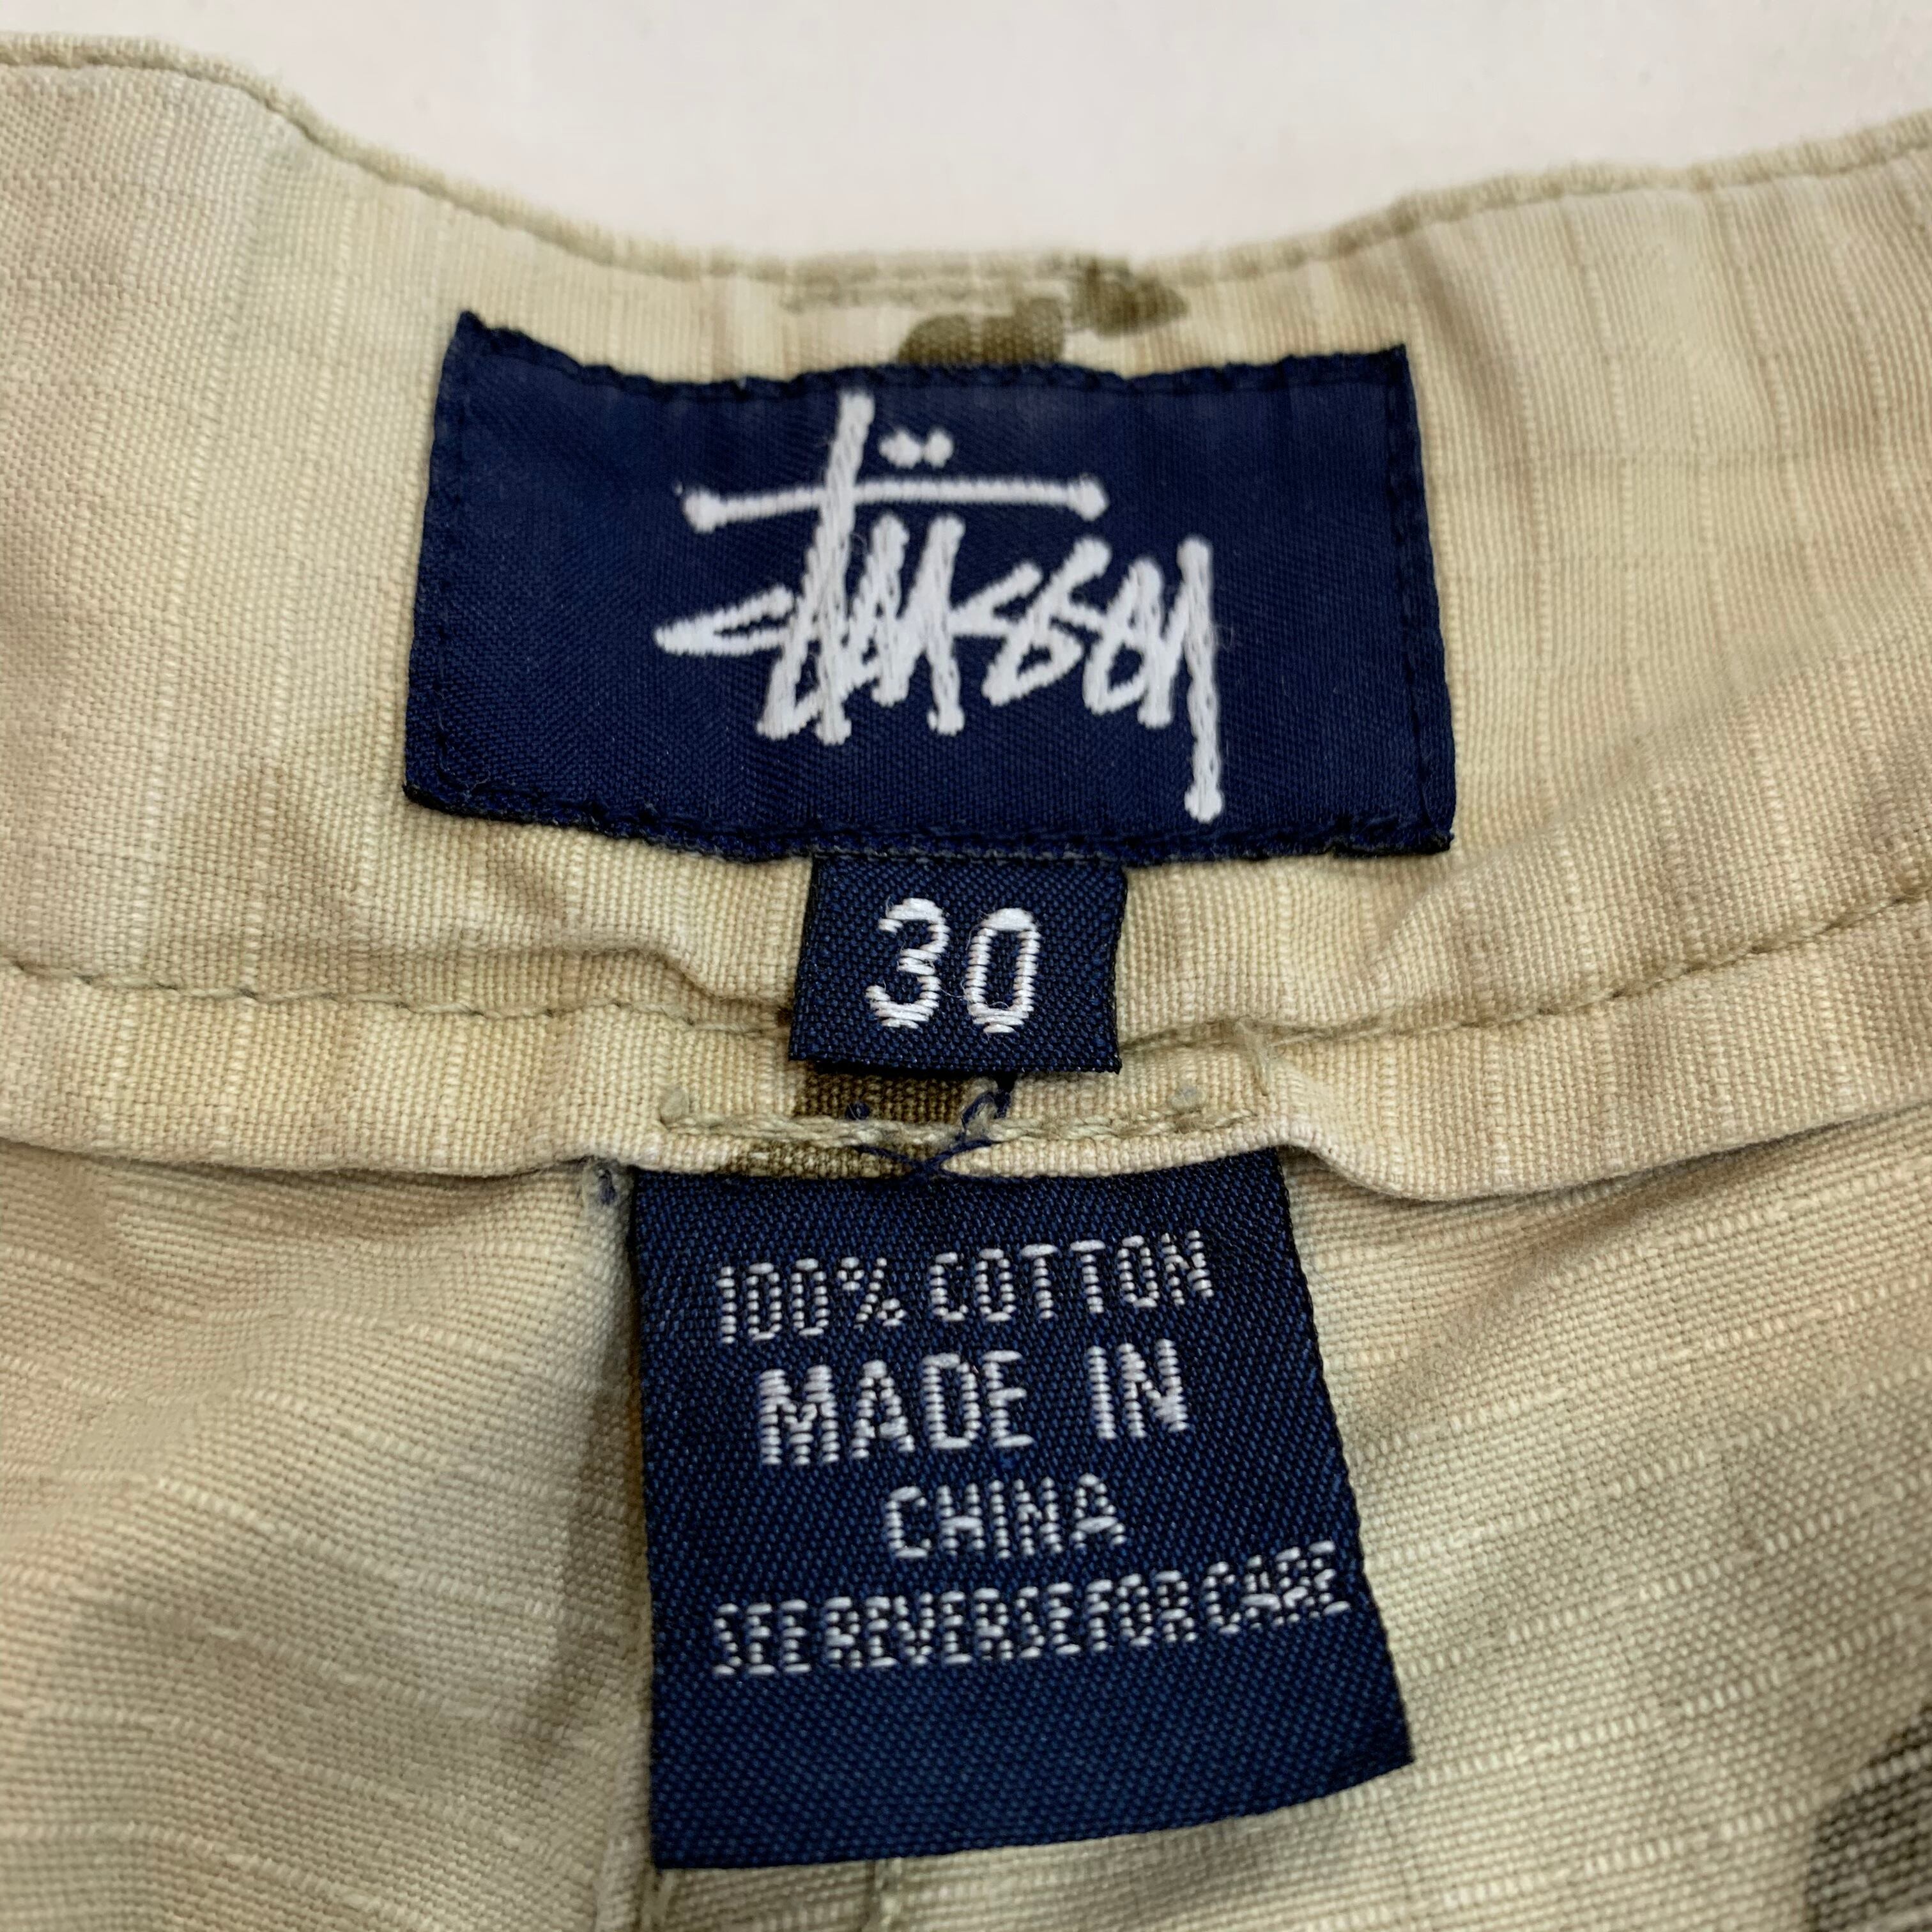 Stüssy
30
100% COTTON
MADE IN
CHINA
SEE REVERSE FOR CARE